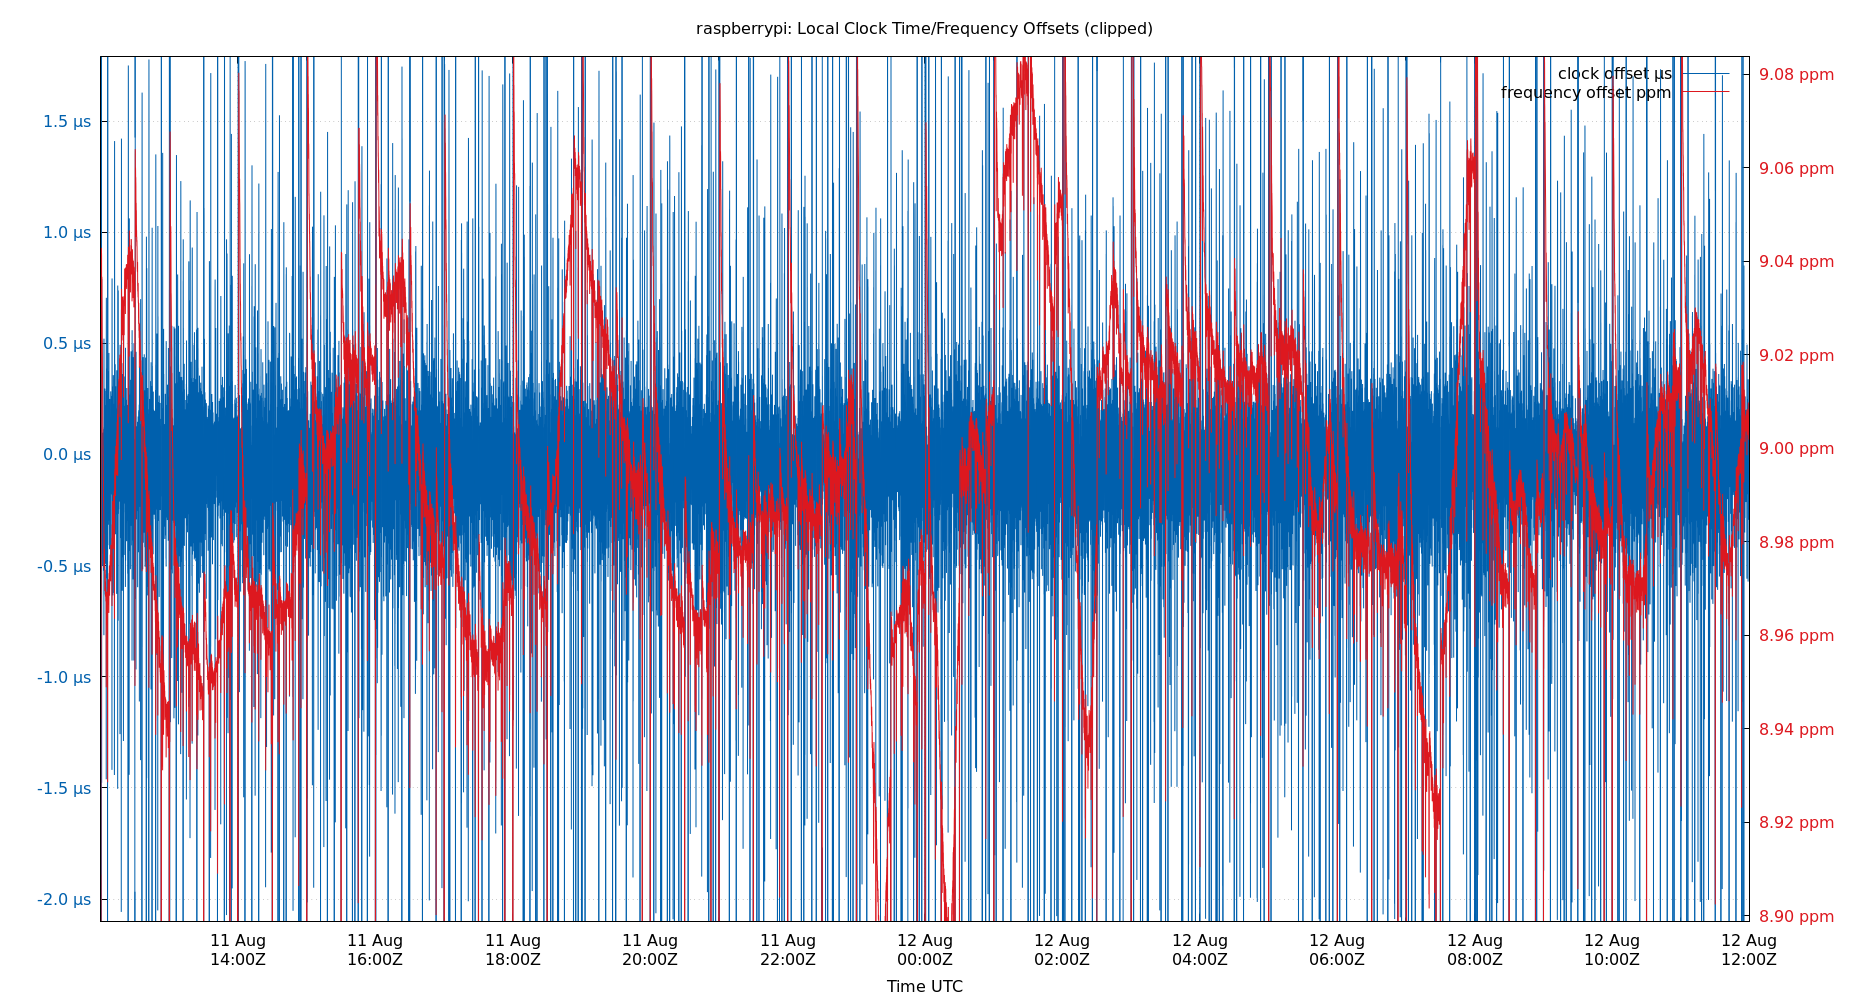 raspberrypi: Local Clock Time/Frequency Offsets (clipped)
clock offset µs
frequency offset ppm
1.5 µs
1.0 µs
0.5 µs
0.0 µs
-0.5 µs
-1.0 µs
-1.5 µs
-2.0 µs
9.08 ppm
9.06 ppm
9.04 ppm
9.02 ppm
9.00 ppm
8.98 ppm
8.96 ppm
8.94 ppm
8.92 ppm
8.90 ppm
11 Aug
14:00Z
11 Aug
16:00Z
11 Aug
18:00Z
11 Aug
20:00Z
11 Aug
22:00Z
12 Aug
00:00Z
12 Aug
02:00Z
12 Aug
04:00Z
12 Aug
06:00Z
12 Aug
08:00Z
12 Aug
10:00Z
12 Aug
12:00Z
Time UTC